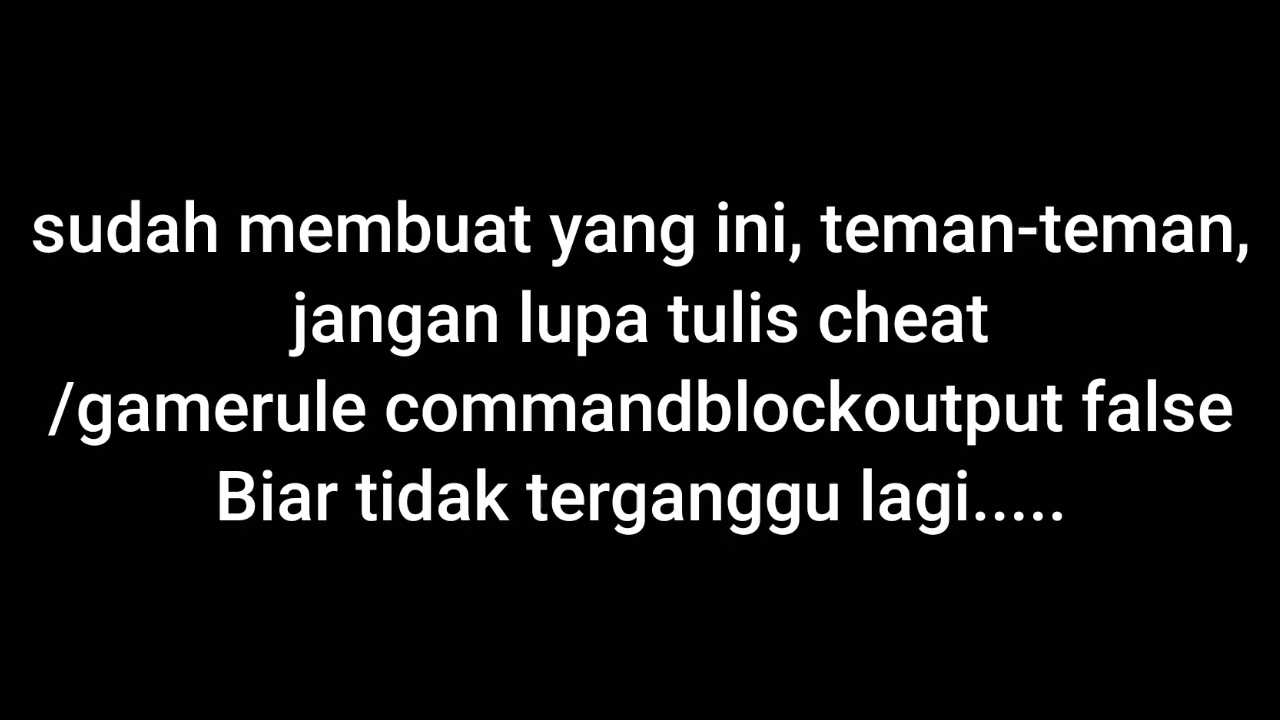 sudah membuat yang ini, teman-teman,
jangan lupa tulis cheat
/gamerule commandblockoutput false
Biar tidak terganggu lagi.....